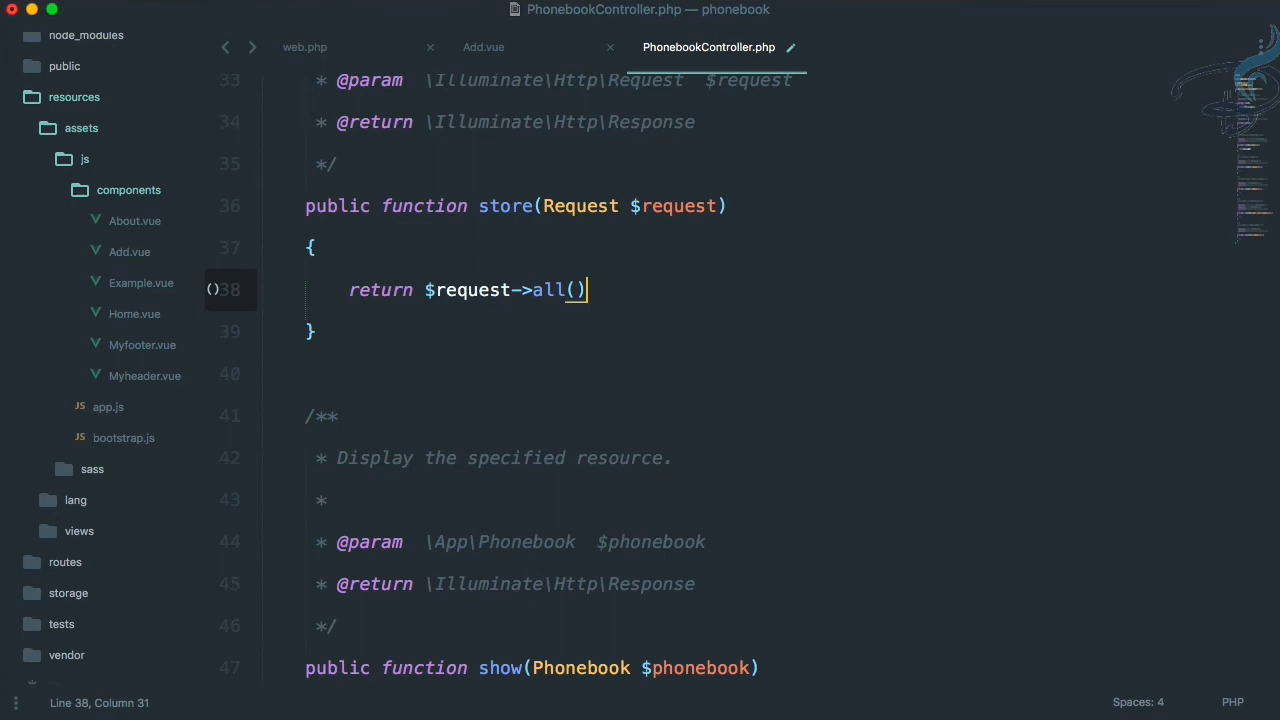 PhonebookController.php — phonebook
node_modules
public
resources
assets
js
components
About.vue
Add.vue
Example.vue
Home.vue
Myfooter.vue
Myheader.vue
JS app.js
JS bootstrap.js
sass
lang
views
routes
storage
tests
vendor
web.php
Add.vue
PhonebookController.php
33 * @param \Illuminate\Http\Request $request
34 * @return \Illuminate\Http\Response
35 */
36 public function store(Request $request)
37 {
()38 return $request->all()
39 }
40
41 /**
42 * Display the specified resource.
43 *
44 * @param \App\Phonebook $phonebook
45 * @return \Illuminate\Http\Response
46 */
47 public function show(Phonebook $phonebook)
Line 38, Column 31
Spaces: 4
PHP